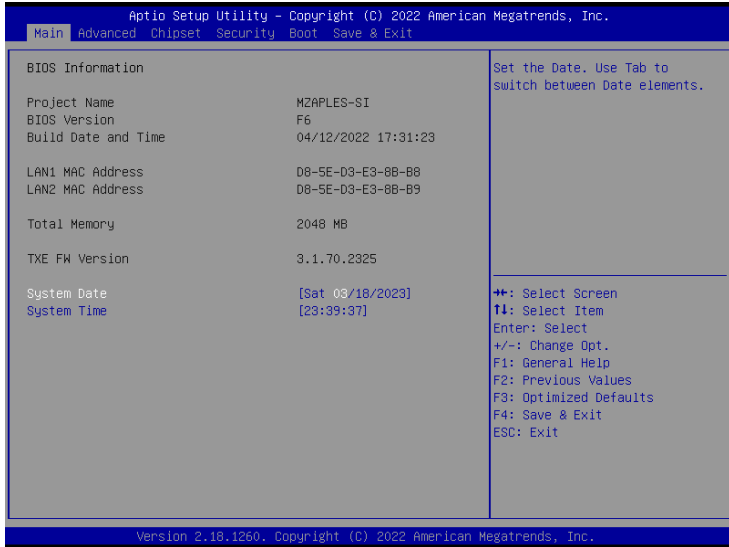 Aptio Setup Utility – Copyright (C) 2022 American Megatrends, Inc.
Main Advanced Chipset Security Boot Save & Exit
BIOS Information
Project Name MZAPLES-SI
BIOS Version F6
Build Date and Time 04/12/2022 17:31:23
LAN1 MAC Address D8-5E-D3-E3-8B-B8
LAN2 MAC Address D8-5E-D3-E3-8B-B9
Total Memory 2048 MB
TXE FW Version 3.1.70.2325
System Date [Sat 03/18/2023]
System Time [23:39:37]
Set the Date. Use Tab to
switch between Date elements.
→←: Select Screen
↑↓: Select Item
Enter: Select
+/-: Change Opt.
F1: General Help
F2: Previous Values
F3: Optimized Defaults
F4: Save & Exit
ESC: Exit
Version 2.18.1260. Copyright (C) 2022 American Megatrends, Inc.